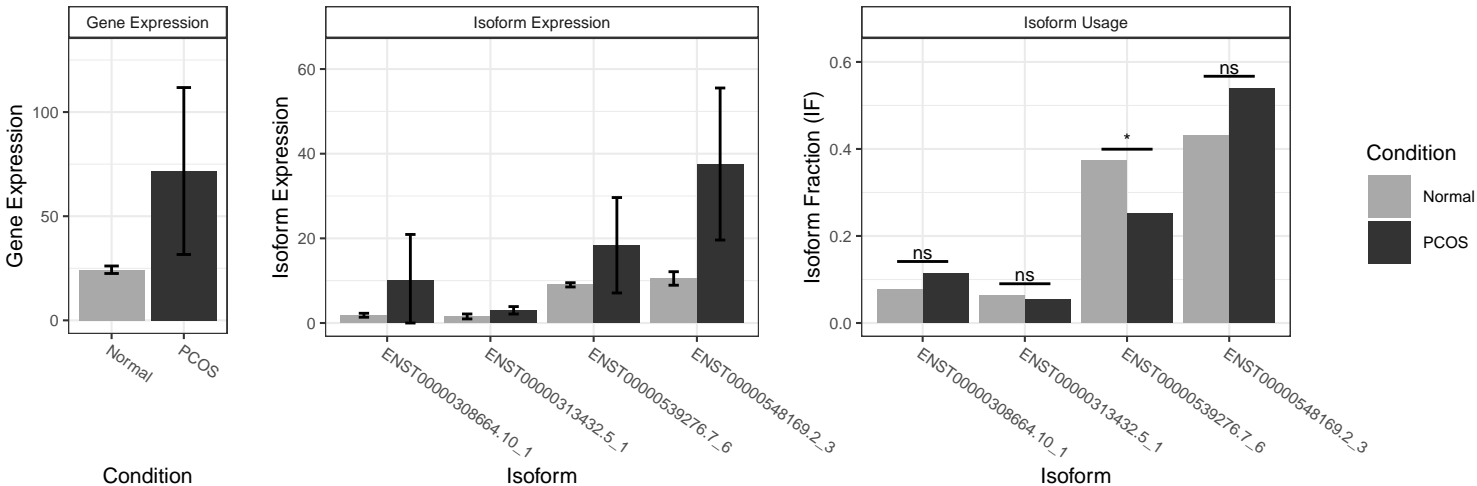 Gene Expression
Gene Expression
100
50
0
Normal
PCOS
Condition
Isoform Expression
Isoform Expression
60
40
20
0
ENST00000308664.10_1
ENST00000313432.5_1
ENST00000539276.7_6
ENST00000548169.2_3
Isoform
Isoform Usage
Isoform Fraction (IF)
0.6
0.4
0.2
0.0
ns
ns
*
ns
ENST00000308664.10_1
ENST00000313432.5_1
ENST00000539276.7_6
ENST00000548169.2_3
Isoform
Condition
Normal
PCOS